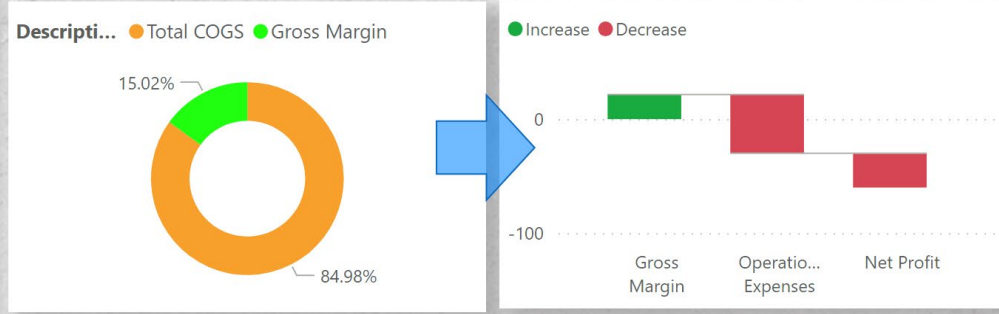 Descripti... Total COGS Gross Margin
15.02%
84.98%
Increase Decrease
0
-100
Gross
Margin
Operatio...
Expenses
Net Profit